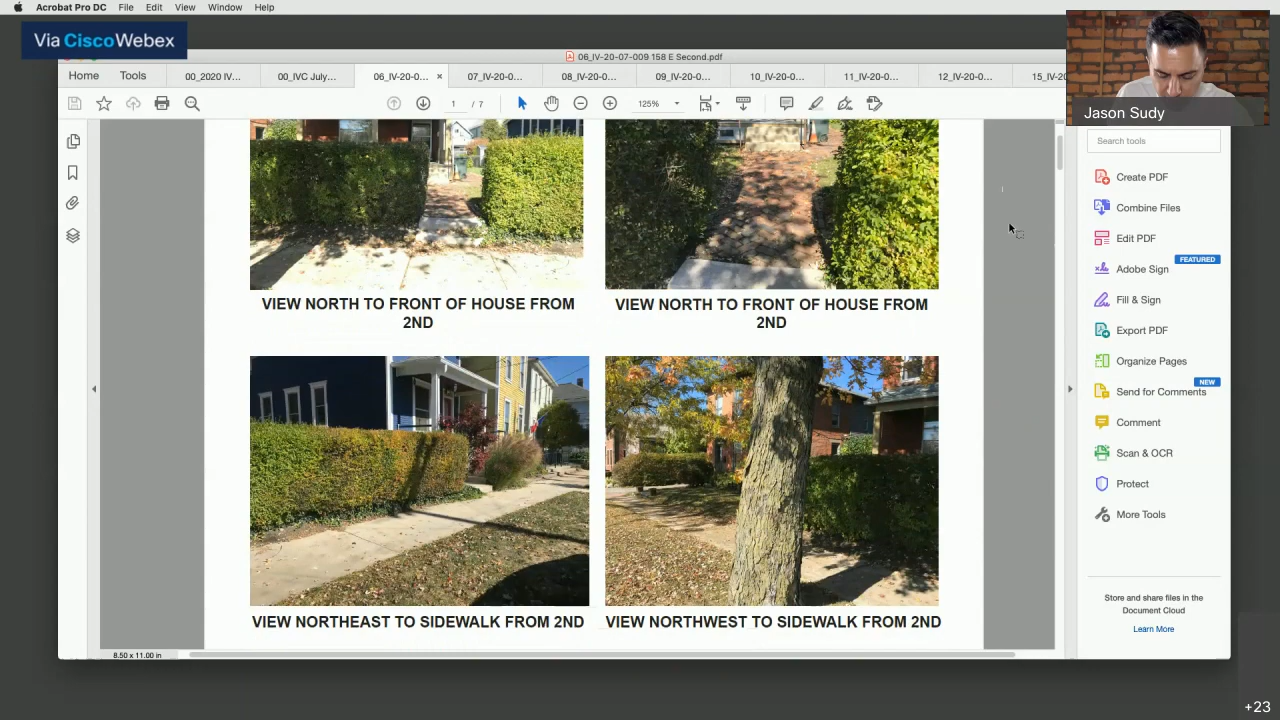 Acrobat Pro DC File Edit View Window Help
Via CiscoWebex
06_IV-20-07-009 158 E Second.pdf
Home Tools 00_2020 IV... 00_IVC July... 06_IV-20-0... × 07_IV-20-0... 08_IV-20-0... 09_IV-20-0... 10_IV-20-0... 11_IV-20-0... 12_IV-20-0... 15_IV-20
1 / 7 125%
Jason Sudy
Search tools
Create PDF
Combine Files
Edit PDF
FEATURED
Adobe Sign
Fill & Sign
Export PDF
Organize Pages
NEW
Send for Comments
Comment
Scan & OCR
Protect
More Tools
Store and share files in the
Document Cloud
Learn More
VIEW NORTH TO FRONT OF HOUSE FROM
2ND
VIEW NORTH TO FRONT OF HOUSE FROM
2ND
VIEW NORTHEAST TO SIDEWALK FROM 2ND
VIEW NORTHWEST TO SIDEWALK FROM 2ND
8.50 x 11.00 in
+23